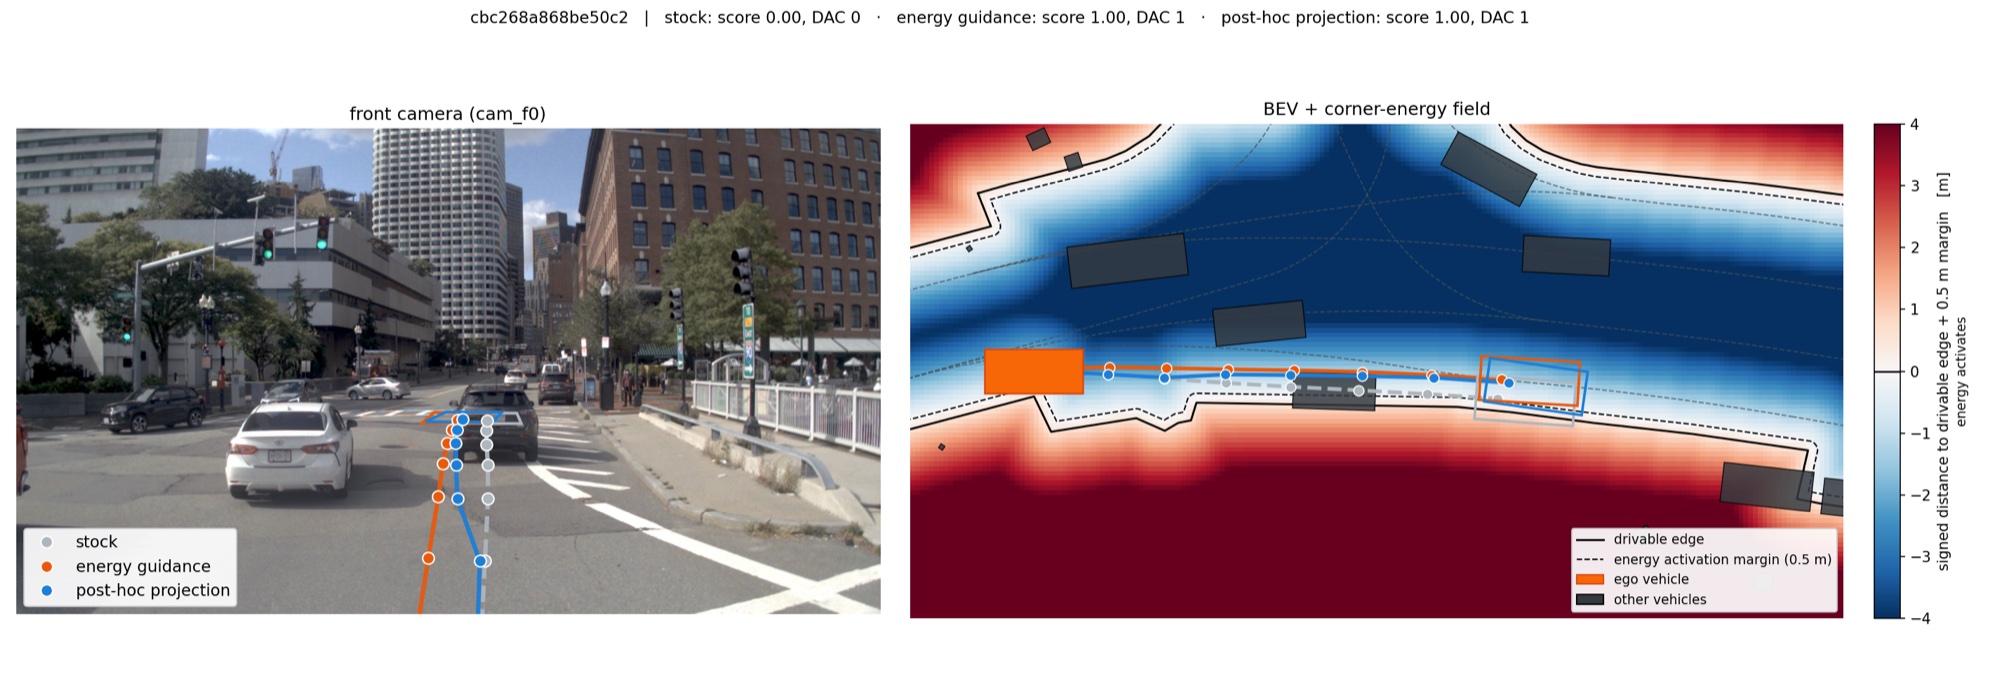 cbc268a868be50c2 | stock: score 0.00, DAC 0 · energy guidance: score 1.00, DAC 1 · post-hoc projection: score 1.00, DAC 1
front camera (cam_f0)
stock
energy guidance
post-hoc projection
BEV + corner-energy field
drivable edge
energy activation margin (0.5 m)
ego vehicle
other vehicles
4
3
2
1
0
−1
−2
−3
−4
signed distance to drivable edge + 0.5 m margin [m]
energy activates